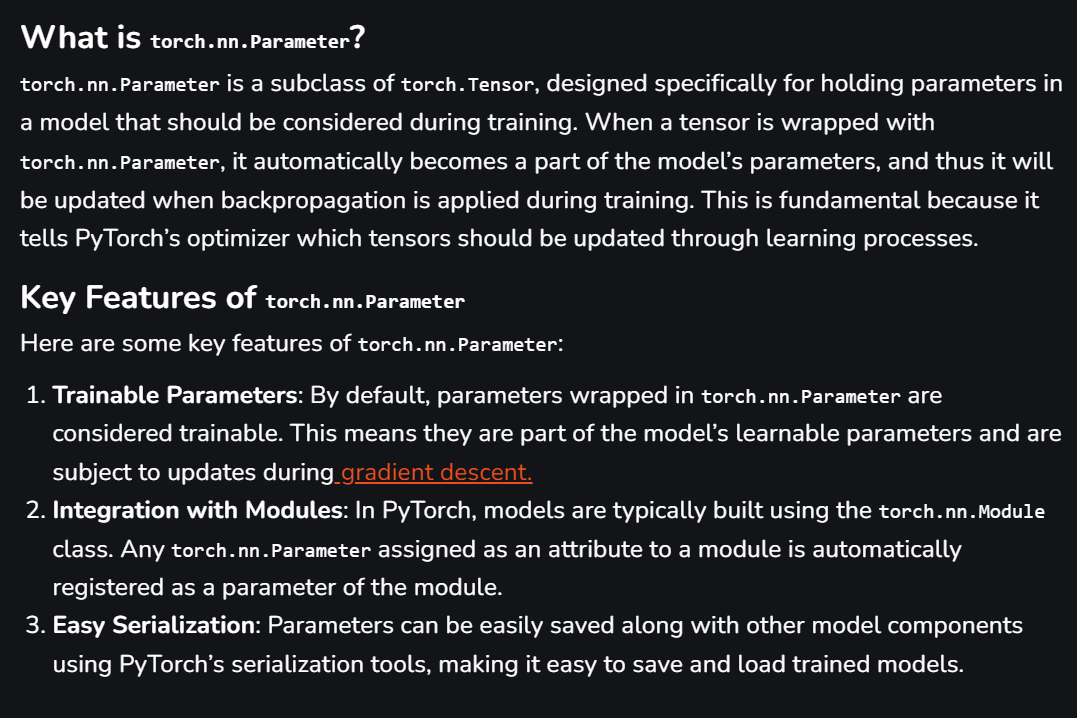 What is torch.nn.Parameter?
torch.nn.Parameter is a subclass of torch.Tensor, designed specifically for holding parameters in
a model that should be considered during training. When a tensor is wrapped with
torch.nn.Parameter, it automatically becomes a part of the model’s parameters, and thus it will
be updated when backpropagation is applied during training. This is fundamental because it
tells PyTorch’s optimizer which tensors should be updated through learning processes.
Key Features of torch.nn.Parameter
Here are some key features of torch.nn.Parameter:
1. Trainable Parameters: By default, parameters wrapped in torch.nn.Parameter are
considered trainable. This means they are part of the model’s learnable parameters and are
subject to updates during gradient descent.
2. Integration with Modules: In PyTorch, models are typically built using the torch.nn.Module
class. Any torch.nn.Parameter assigned as an attribute to a module is automatically
registered as a parameter of the module.
3. Easy Serialization: Parameters can be easily saved along with other model components
using PyTorch’s serialization tools, making it easy to save and load trained models.